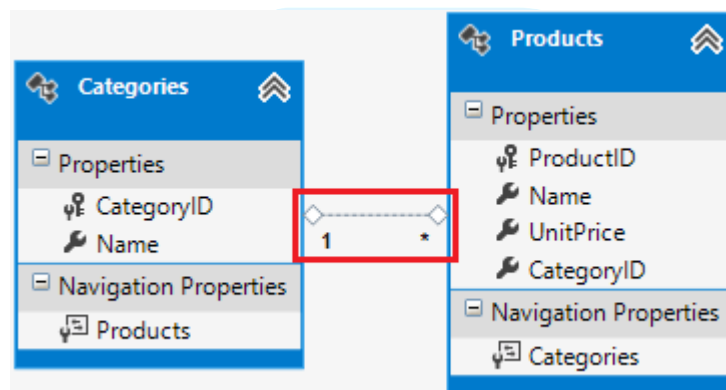 Categories
Properties
CategoryID
Name
Navigation Properties
Products
1 *
Products
Properties
ProductID
Name
UnitPrice
CategoryID
Navigation Properties
Categories